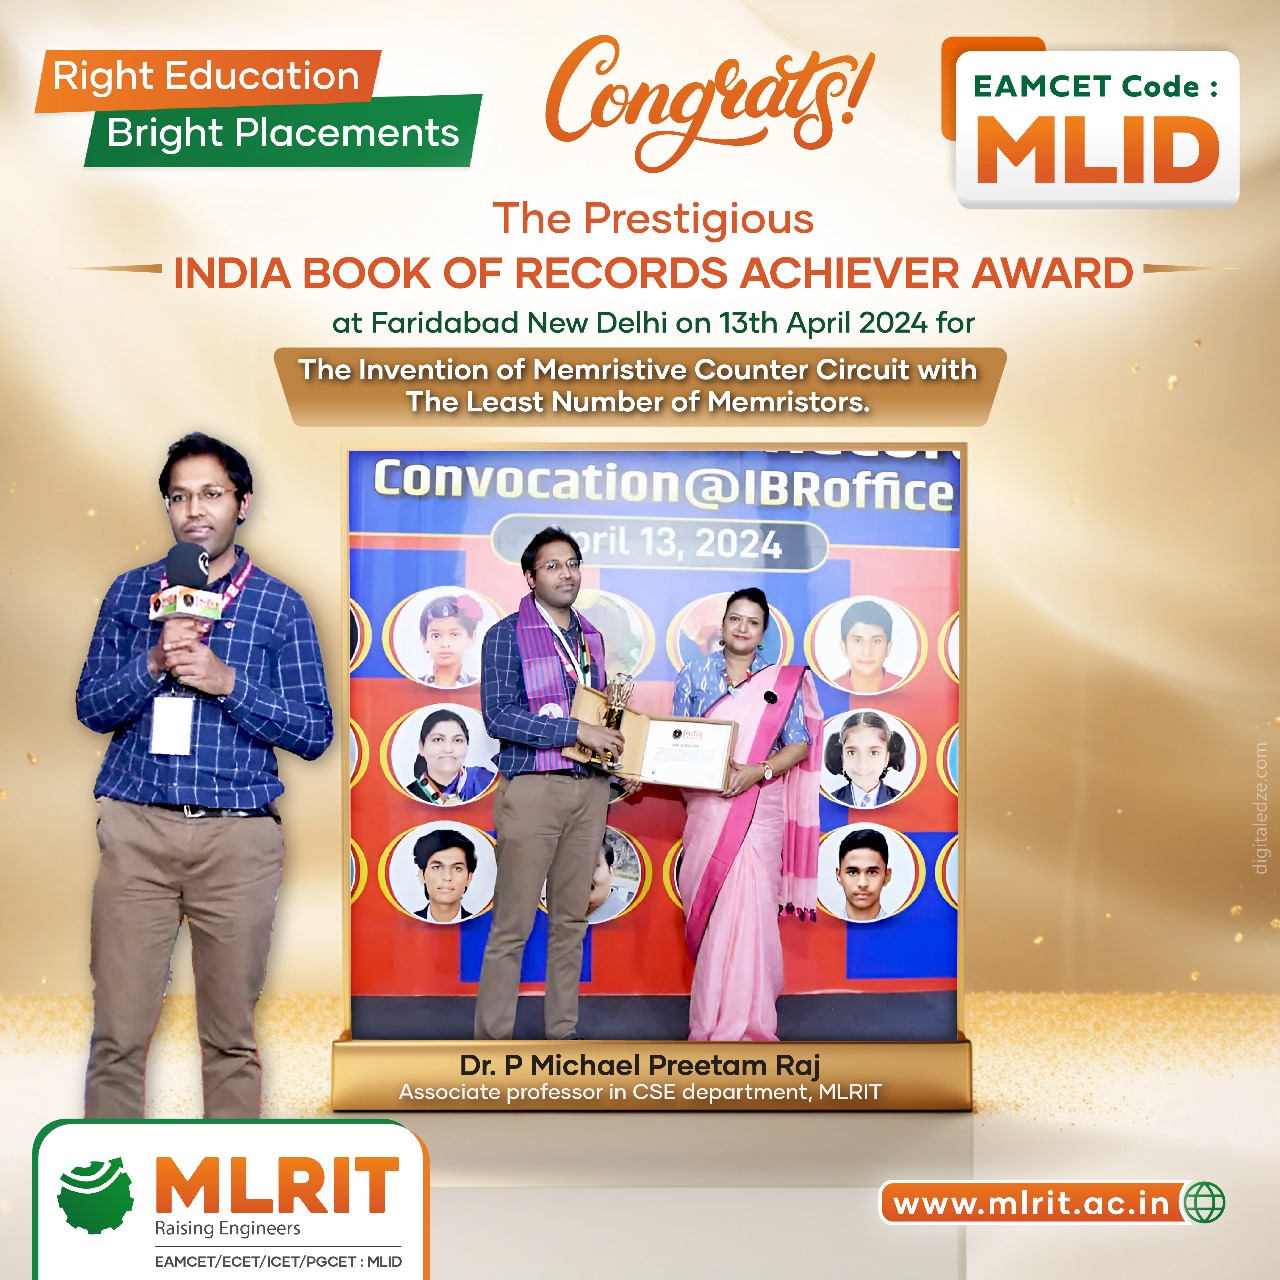 Right Education
Bright Placements
Congrats!
EAMCET Code :
MLID
The Prestigious
INDIA BOOK OF RECORDS ACHIEVER AWARD
at Faridabad New Delhi on 13th April 2024 for
The Invention of Memristive Counter Circuit with
The Least Number of Memristors.
Convocation@IBRoffice
April 13, 2024
india
digitaledze.com
Dr. P Michael Preetam Raj
Associate professor in CSE department, MLRIT
MLRIT
Raising Engineers
EAMCET/ECET/ICET/PGCET : MLID
www.mlrit.ac.in